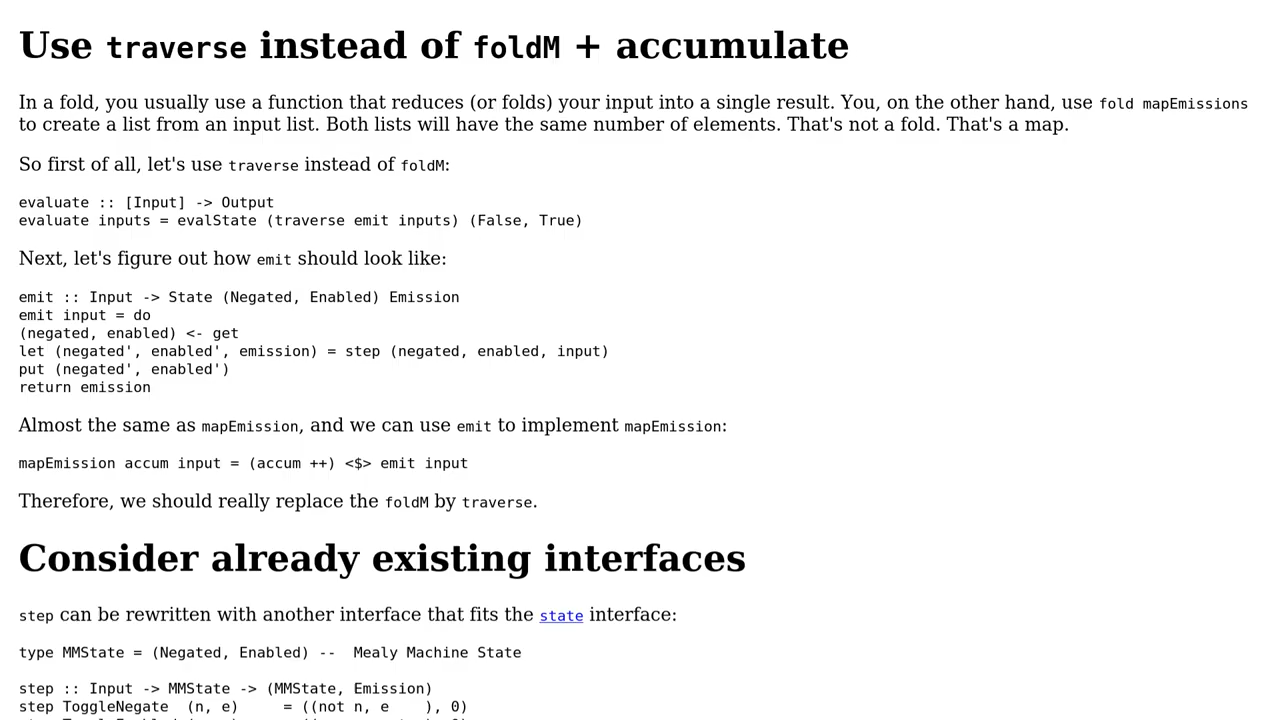 Use traverse instead of foldM + accumulate
In a fold, you usually use a function that reduces (or folds) your input into a single result. You, on the other hand, use fold mapEmissions
to create a list from an input list. Both lists will have the same number of elements. That's not a fold. That's a map.
So first of all, let's use traverse instead of foldM:
evaluate :: [Input] -> Output
evaluate inputs = evalState (traverse emit inputs) (False, True)
Next, let's figure out how emit should look like:
emit :: Input -> State (Negated, Enabled) Emission
emit input = do
(negated, enabled) <- get
let (negated', enabled', emission) = step (negated, enabled, input)
put (negated', enabled')
return emission
Almost the same as mapEmission, and we can use emit to implement mapEmission:
mapEmission accum input = (accum ++) <$> emit input
Therefore, we should really replace the foldM by traverse.
Consider already existing interfaces
step can be rewritten with another interface that fits the state interface:
type MMState = (Negated, Enabled) --  Mealy Machine State
step :: Input -> MMState -> (MMState, Emission)
step ToggleNegate  (n, e)     = ((not n, e    ), 0)